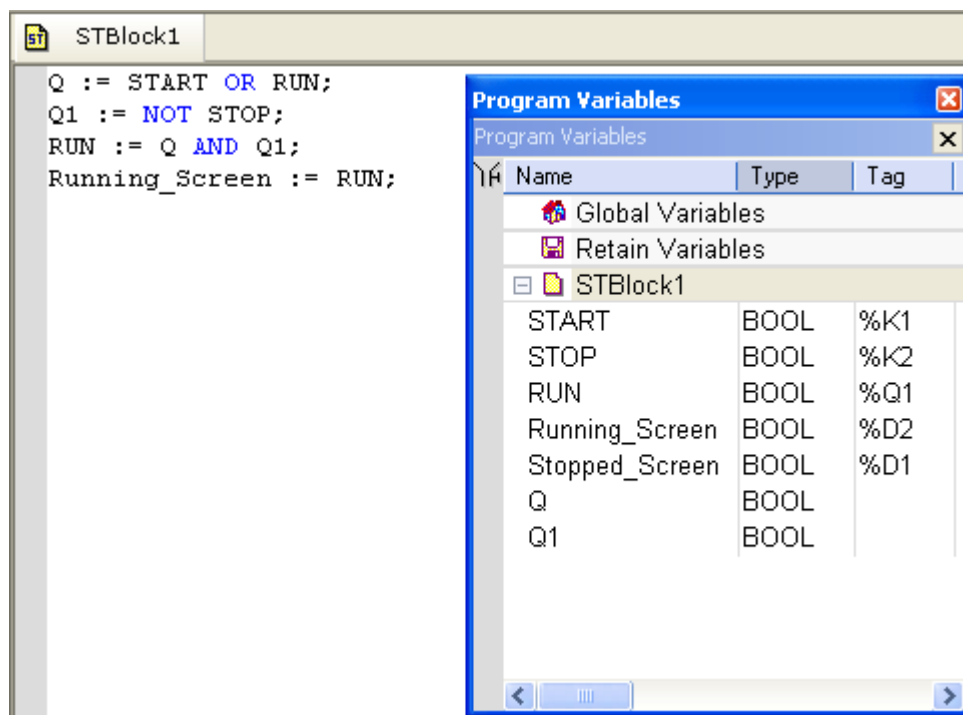 ST STBlock1
Q := START OR RUN;
Q1 := NOT STOP;
RUN := Q AND Q1;
Running_Screen := RUN;
Program Variables
Program Variables
Name Type Tag
Global Variables
Retain Variables
STBlock1
START BOOL %K1
STOP BOOL %K2
RUN BOOL %Q1
Running_Screen BOOL %D2
Stopped_Screen BOOL %D1
Q BOOL
Q1 BOOL